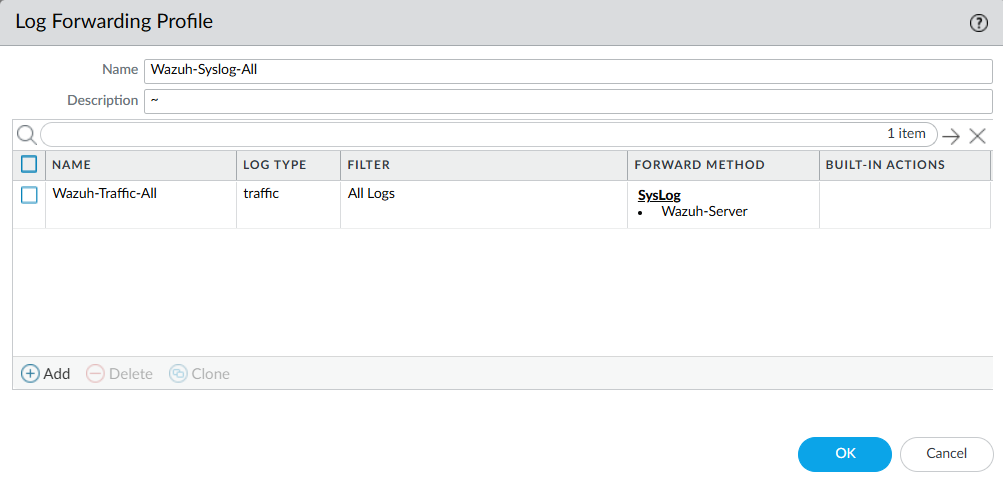 Log Forwarding Profile
Name Wazuh-Syslog-All
Description ~
1 item
NAME LOG TYPE FILTER FORWARD METHOD BUILT-IN ACTIONS
Wazuh-Traffic-All traffic All Logs SysLog
• Wazuh-Server
Add Delete Clone
OK Cancel